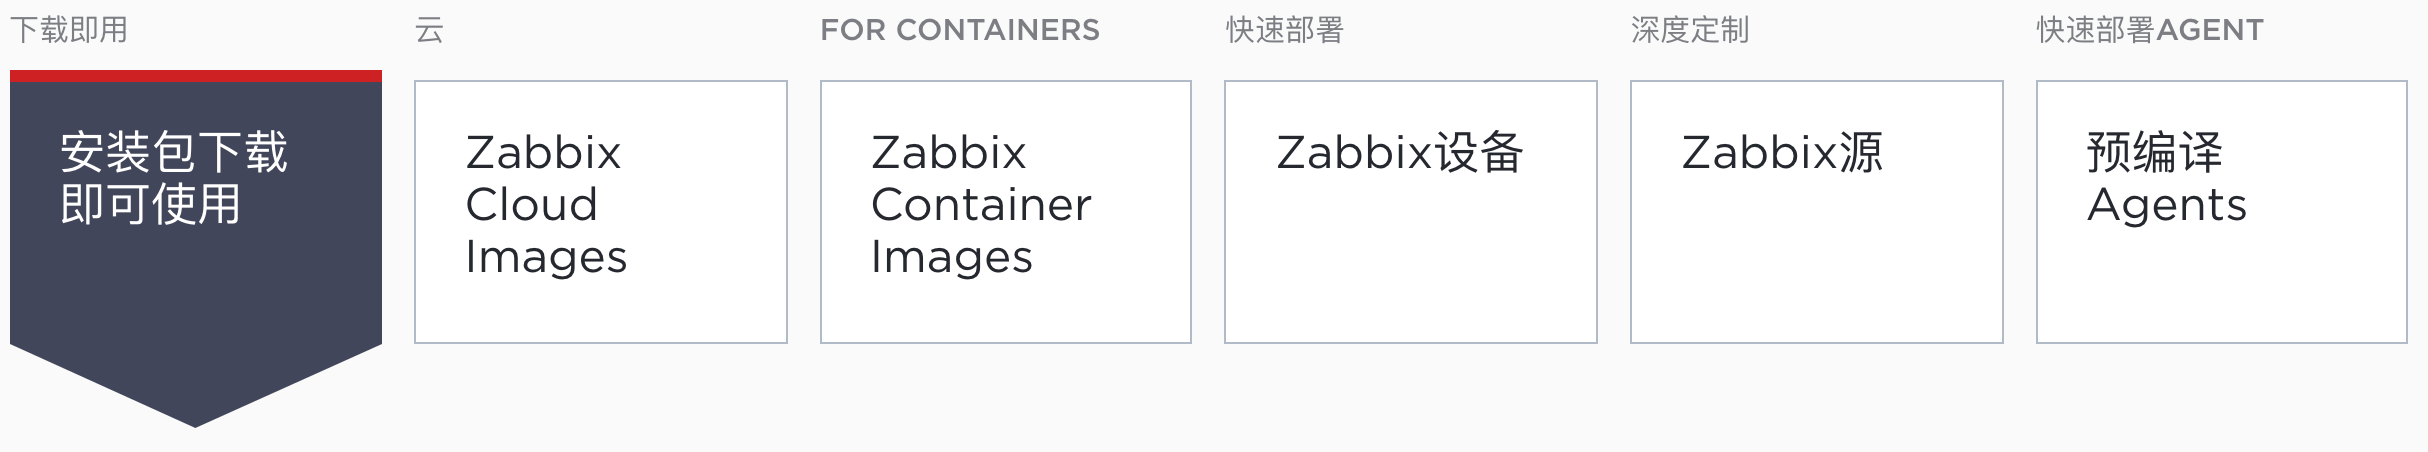 下载即用
安装包下载
即可使用
云
Zabbix
Cloud
Images
FOR CONTAINERS
Zabbix
Container
Images
快速部署
Zabbix设备
深度定制
Zabbix源
快速部署AGENT
预编译
Agents